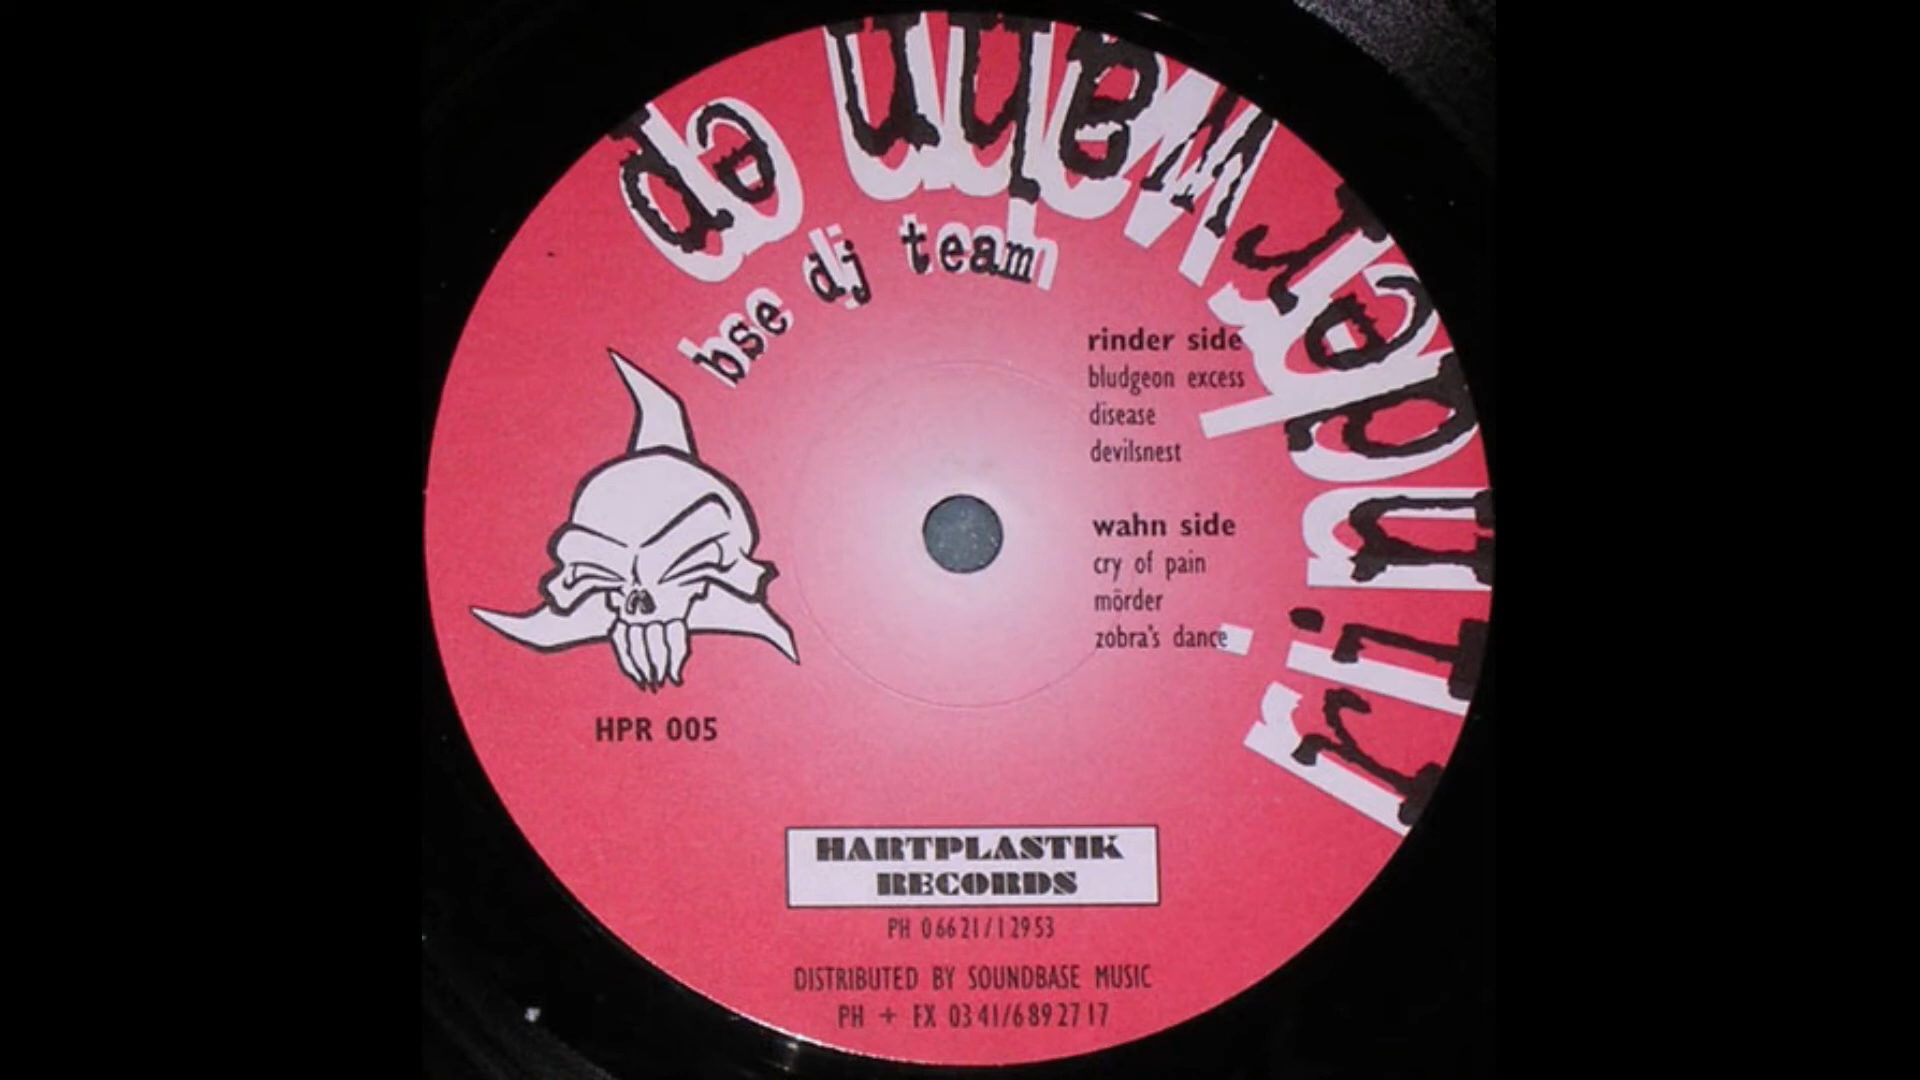 rinderwahn ep
bse dj team
rinder side
bludgeon excess
disease
devilsnest
wahn side
cry of pain
mörder
zobra's dance
HPR 005
HARTPLASTIK
RECORDS
PH 06621/12953
DISTRIBUTED BY SOUNDBASE MUSIC
PH + FX 0341/6892717